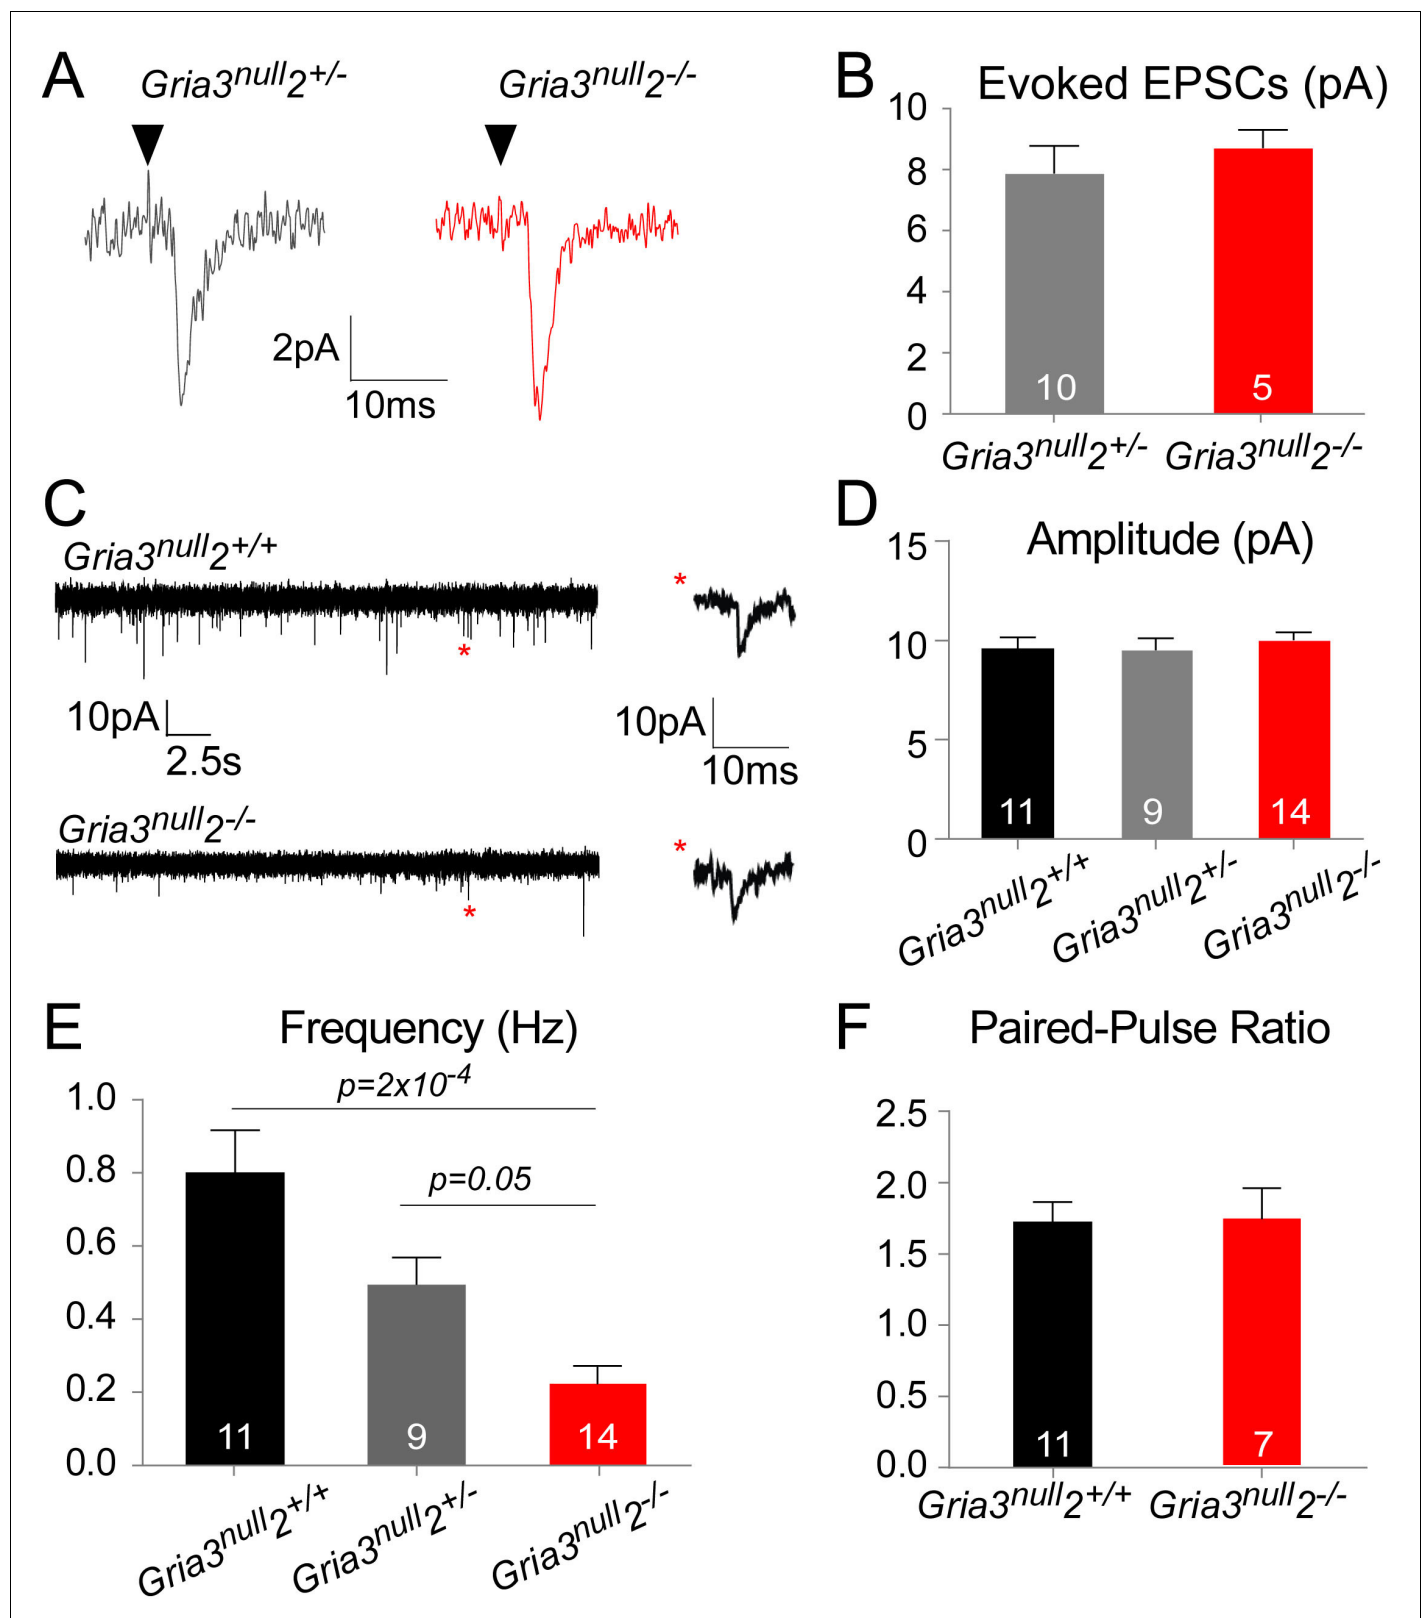 A
Gria3null2+/-
Gria3null2-/-
2pA
10ms
B
Evoked EPSCs (pA)
10
8
6
4
2
0
10
5
Gria3null2+/-
Gria3null2-/-
C
Gria3null2+/+
*
*
10pA
2.5s
10pA
10ms
Gria3null2-/-
*
*
D
Amplitude (pA)
15
10
5
0
11
9
14
Gria3null2+/+
Gria3null2+/-
Gria3null2-/-
E
Frequency (Hz)
p=2x10-4
p=0.05
1.0
0.8
0.6
0.4
0.2
0.0
11
9
14
Gria3null2+/+
Gria3null2+/-
Gria3null2-/-
F
Paired-Pulse Ratio
2.5
2.0
1.5
1.0
0.5
0.0
11
7
Gria3null2+/+
Gria3null2-/-